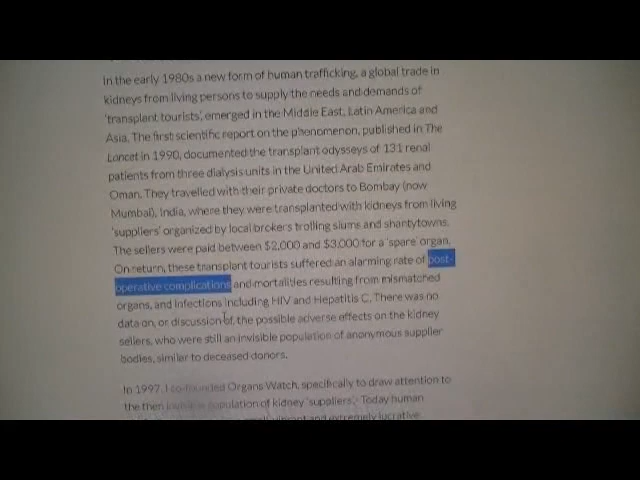 In the early 1980s a new form of human trafficking, a global trade in
kidneys from living persons to supply the needs and demands of
'transplant tourists', emerged in the Middle East, Latin America and
Asia. The first scientific report on the phenomenon, published in The
Lancet in 1990, documented the transplant odysseys of 131 renal
patients from three dialysis units in the United Arab Emirates and
Oman. They travelled with their private doctors to Bombay (now
Mumbai), India, where they were transplanted with kidneys from living
'suppliers' organized by local brokers trolling slums and shantytowns.
The sellers were paid between $2,000 and $3,000 for a 'spare' organ.
On return, these transplant tourists suffered an alarming rate of post-
operative complications and mortalities resulting from mismatched
organs, and infections including HIV and Hepatitis C. There was no
data on, or discussion of, the possible adverse effects on the kidney
sellers, who were still an invisible population of anonymous supplier
bodies, similar to deceased donors.
In 1997, I co-founded Organs Watch, specifically to draw attention to
the then population of kidney 'suppliers'. Today human
and extremely lucrative